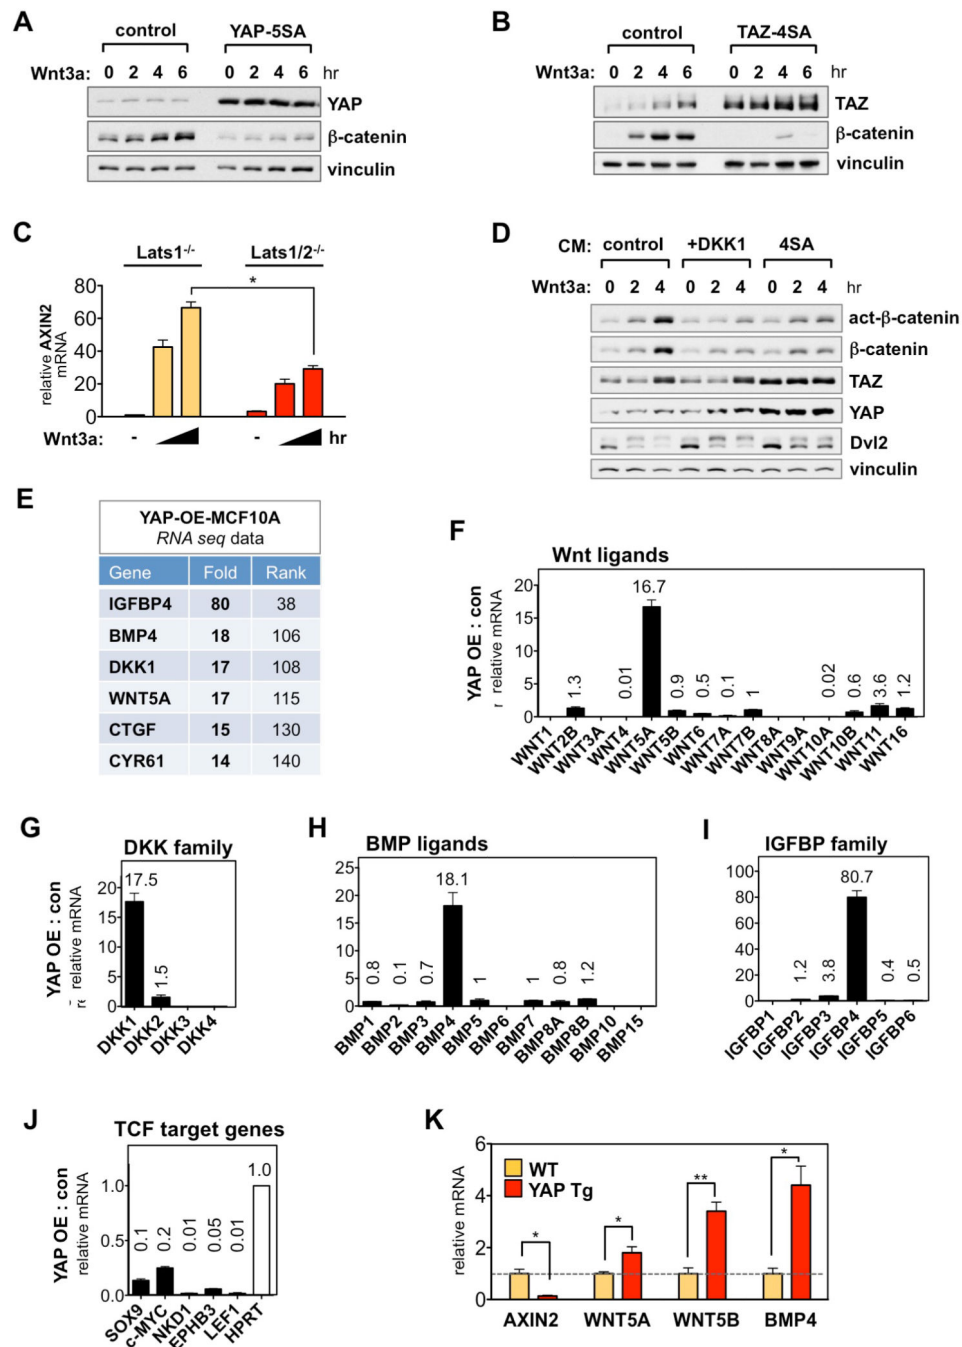 A
control YAP-5SA
Wnt3a: 0 2 4 6 0 2 4 6 hr
YAP
β-catenin
vinculin
B
control TAZ-4SA
Wnt3a: 0 2 4 6 0 2 4 6 hr
TAZ
β-catenin
vinculin
C
Lats1-/- Lats1/2-/-
*
relative AXIN2
mRNA
80
60
40
20
0
Wnt3a: - - hr
D
CM: control +DKK1 4SA
Wnt3a: 0 2 4 0 2 4 0 2 4 hr
act-β-catenin
β-catenin
TAZ
YAP
Dvl2
vinculin
E
YAP-OE-MCF10A
RNA seq data
Gene Fold Rank
IGFBP4 80 38
BMP4 18 106
DKK1 17 108
WNT5A 17 115
CTGF 15 130
CYR61 14 140
F
Wnt ligands
YAP OE : con
relative mRNA
20
15
10
5
0
1.3 0.01 16.7 0.9 0.5 0.1 1 0.02 0.6 3.6 1.2
WNT1 WNT2B WNT3A WNT4 WNT5A WNT5B WNT6 WNT7A WNT7B WNT8A WNT9A WNT10A WNT10B WNT11 WNT16
G
DKK family
YAP OE : con
relative mRNA
20
15
10
5
0
17.5 1.5
DKK1 DKK2 DKK3 DKK4
H
BMP ligands
25
20
15
10
5
0
0.8 0.1 0.7 18.1 1 1 0.8 1.2
BMP1 BMP2 BMP3 BMP4 BMP5 BMP6 BMP7 BMP8A BMP8B BMP10 BMP15
I
IGFBP family
100
80
60
40
20
0
1.2 3.8 80.7 0.4 0.5
IGFBP1 IGFBP2 IGFBP3 IGFBP4 IGFBP5 IGFBP6
J
TCF target genes
YAP OE : con
relative mRNA
1.0
0.5
0.0
0.1 0.2 0.01 0.05 0.01 1.0
SOX9 c-MYC NKD1 EPHB3 LEF1 HPRT
K
relative mRNA
6
4
2
0
WT
YAP Tg
* * ** *
AXIN2 WNT5A WNT5B BMP4